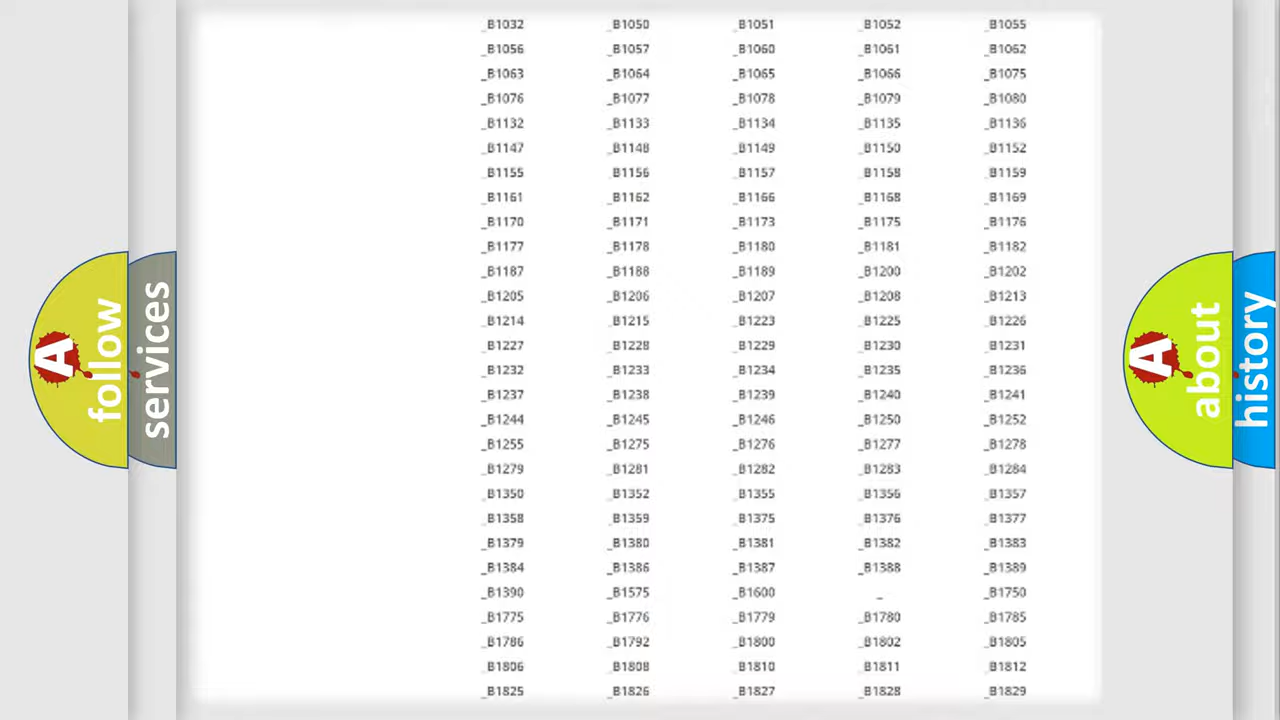 _B1032 _B1050 _B1051 _B1052 _B1055
_B1056 _B1057 _B1060 _B1061 _B1062
_B1063 _B1064 _B1065 _B1066 _B1075
_B1076 _B1077 _B1078 _B1079 _B1080
_B1132 _B1133 _B1134 _B1135 _B1136
_B1147 _B1148 _B1149 _B1150 _B1152
_B1155 _B1156 _B1157 _B1158 _B1159
_B1161 _B1162 _B1166 _B1168 _B1169
_B1170 _B1171 _B1173 _B1175 _B1176
_B1177 _B1178 _B1180 _B1181 _B1182
_B1187 _B1188 _B1189 _B1200 _B1202
_B1205 _B1206 _B1207 _B1208 _B1213
_B1214 _B1215 _B1223 _B1225 _B1226
_B1227 _B1228 _B1229 _B1230 _B1231
_B1232 _B1233 _B1234 _B1235 _B1236
_B1237 _B1238 _B1239 _B1240 _B1241
_B1244 _B1245 _B1246 _B1250 _B1252
_B1255 _B1275 _B1276 _B1277 _B1278
_B1279 _B1281 _B1282 _B1283 _B1284
_B1350 _B1352 _B1355 _B1356 _B1357
_B1358 _B1359 _B1375 _B1376 _B1377
_B1379 _B1380 _B1381 _B1382 _B1383
_B1384 _B1386 _B1387 _B1388 _B1389
_B1390 _B1575 _B1600 _ _B1750
_B1775 _B1776 _B1779 _B1780 _B1785
_B1786 _B1792 _B1800 _B1802 _B1805
_B1806 _B1808 _B1810 _B1811 _B1812
_B1825 _B1826 _B1827 _B1828 _B1829
A
follow
services
A
about
history